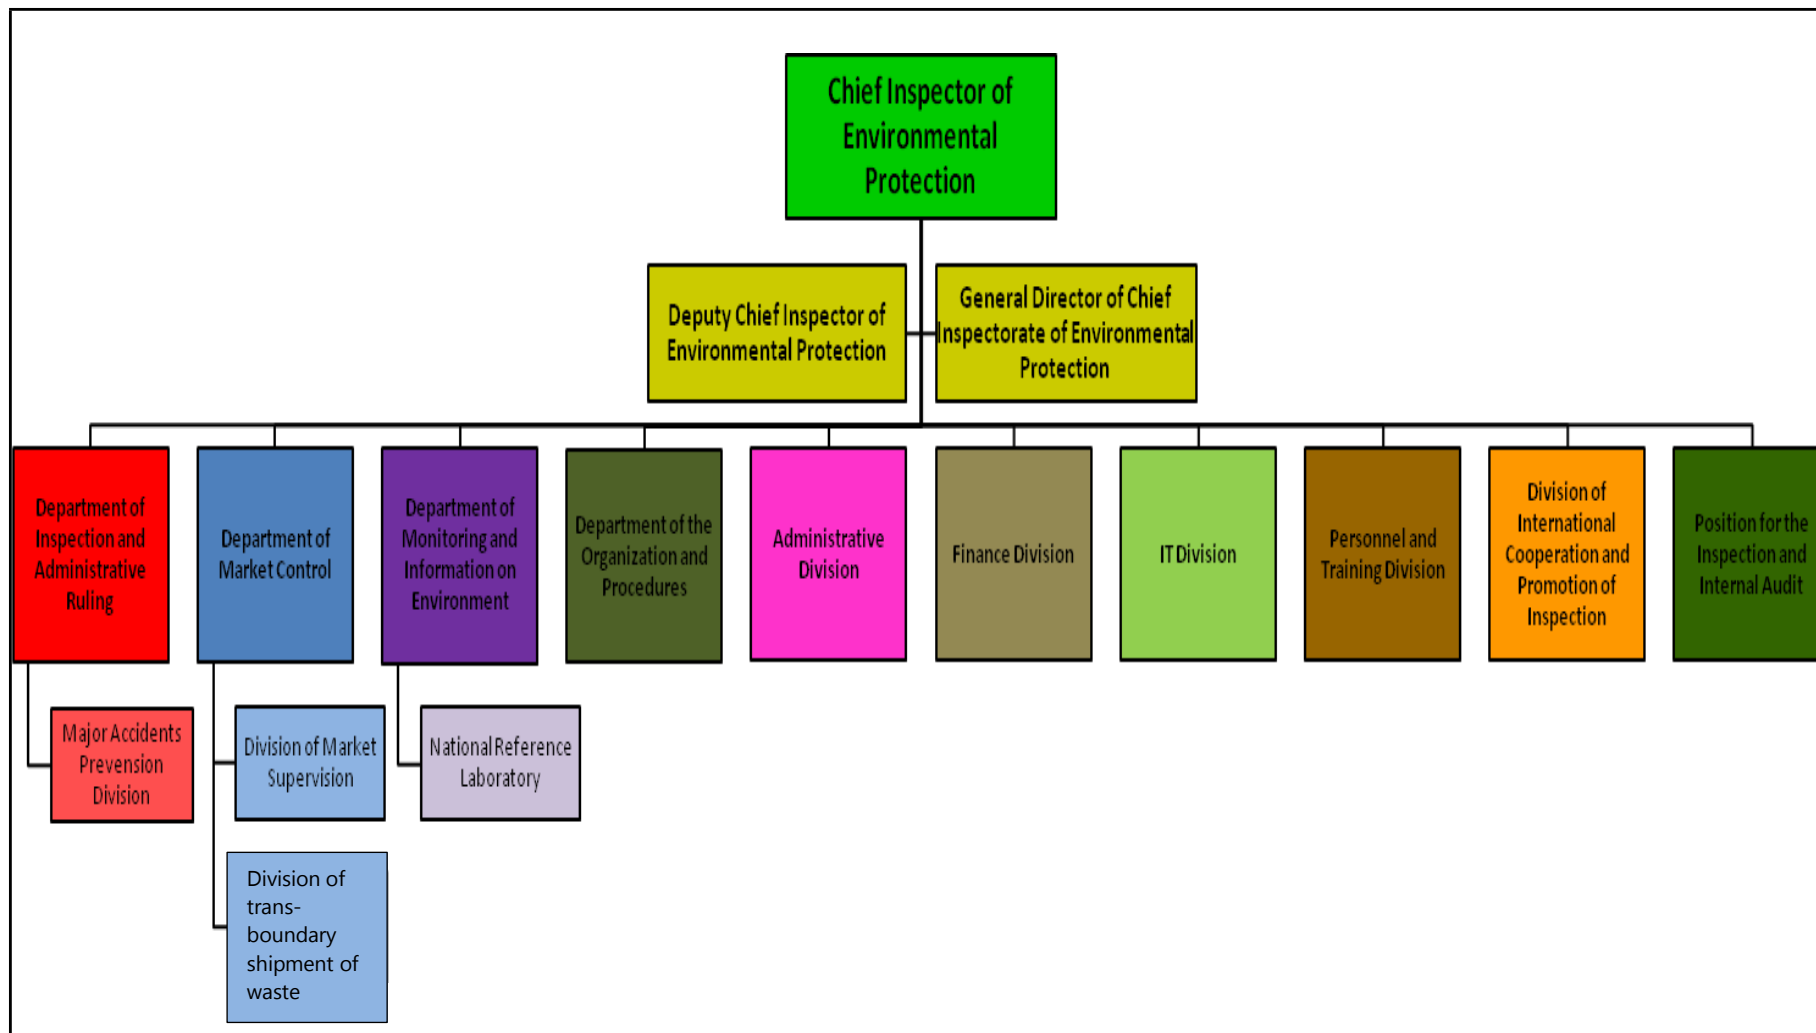 Chief Inspector of
Environmental
Protection
Deputy Chief Inspector of
Environmental Protection
General Director of Chief
Inspectorate of Environmental
Protection
Department of
Inspection and
Administrative
Ruling
Department of
Market Control
Department of
Monitoring and
Information on
Environment
Department of the
Organization and
Procedures
Administrative
Division
Finance Division
IT Division
Personnel and
Training Division
Division of
International
Cooperation and
Promotion of
Inspection
Position for the
Inspection and
Internal Audit
Major Accidents
Prevension
Division
Division of Market
Supervision
National Reference
Laboratory
Division of
trans-
boundary
shipment of
waste